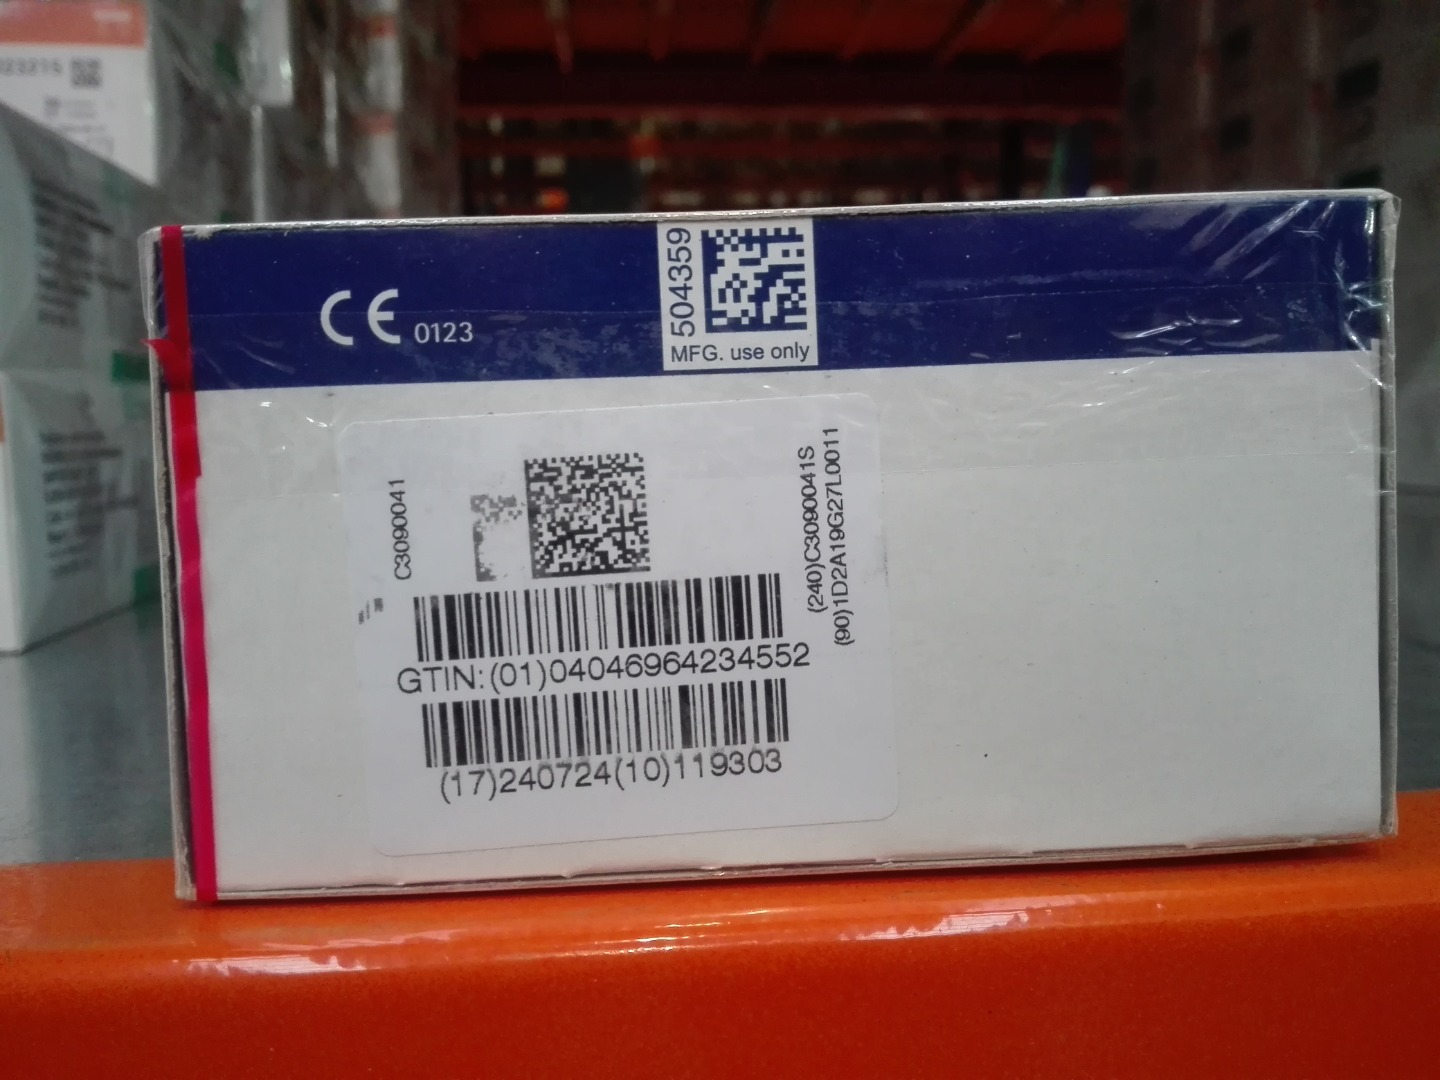 CE 0123
504359
MFG. use only
C3090041
(240)C3090041S
(90)1D2A19G27L0011
GTIN:(01)04046964234552
(17)240724(10)119303